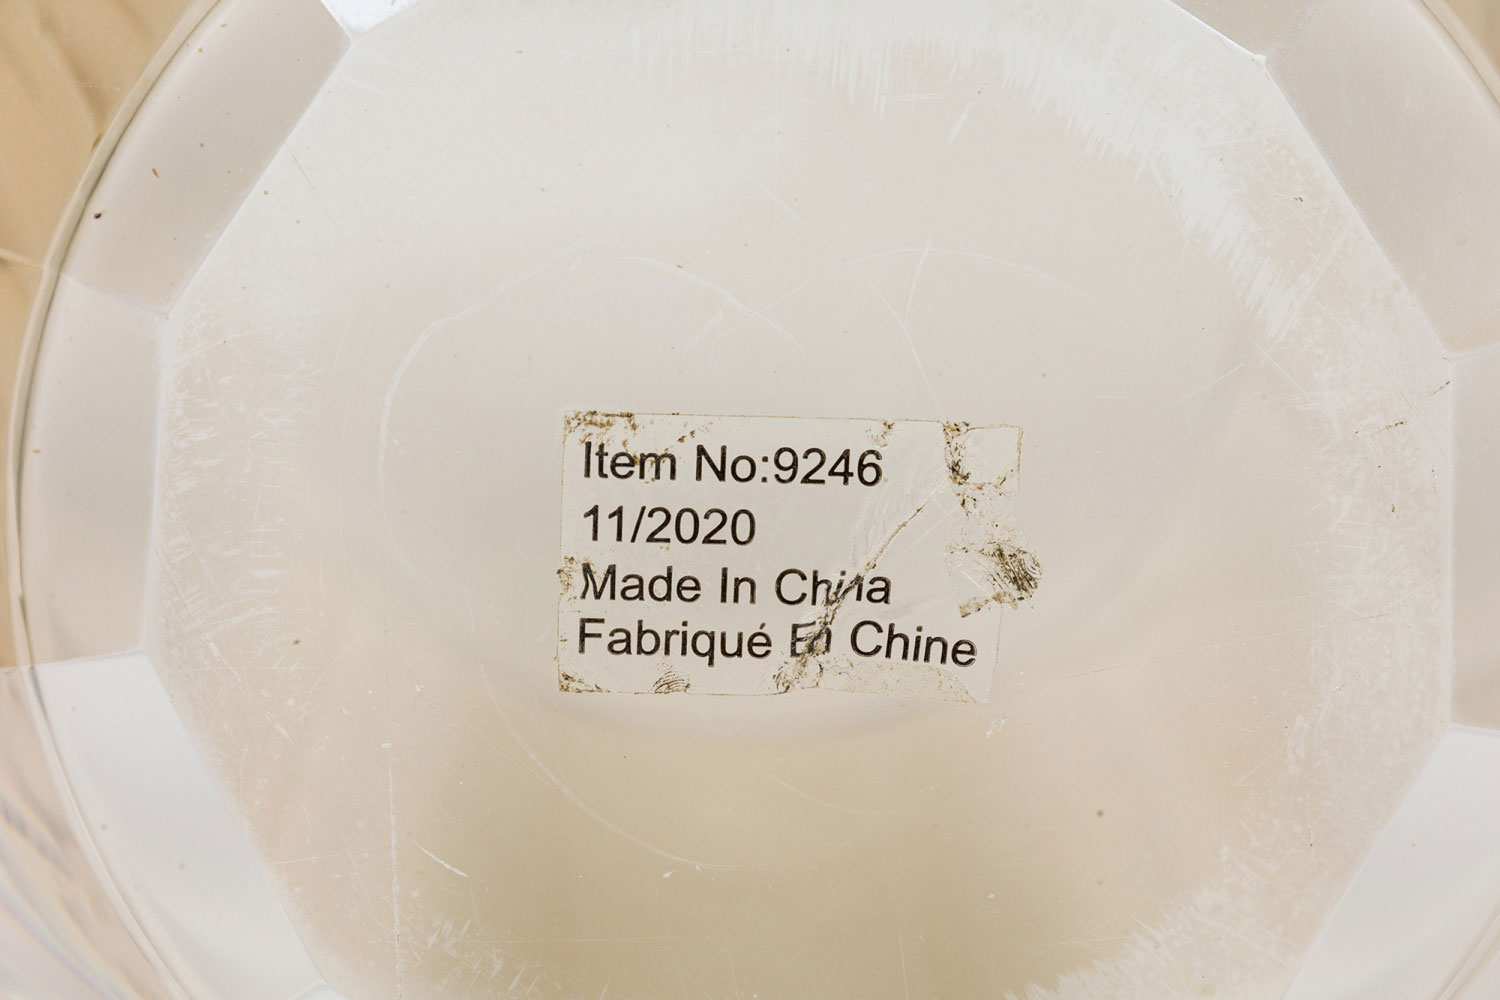 Item No:9246
11/2020
Made In China
Fabriqué En Chine